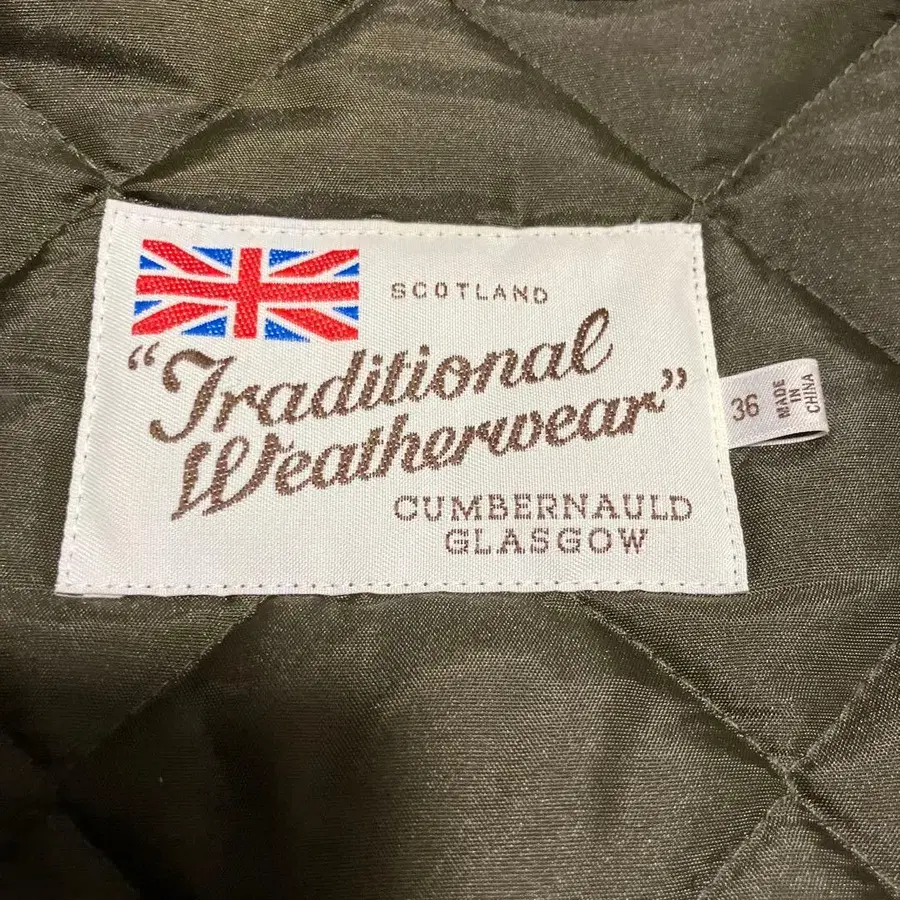 SCOTLAND
“Traditional
Weatherwear”
CUMBERNAULD
GLASGOW
36
MADE
IN
CHINA